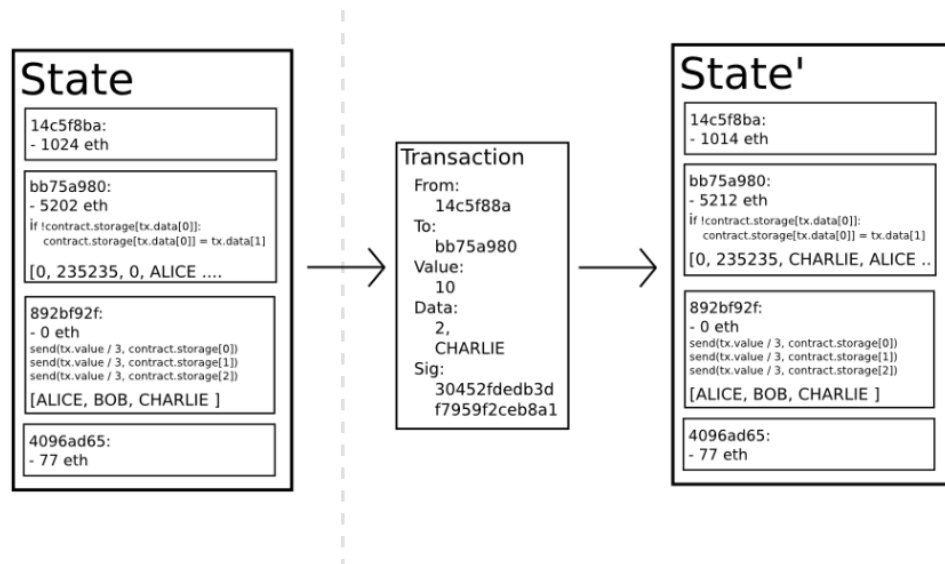 State
14c5f8ba:
- 1024 eth
bb75a980:
- 5202 eth
if !contract.storage[tx.data[0]]:
contract.storage[tx.data[0]] = tx.data[1]
[0, 235235, 0, ALICE ....
892bf92f:
- 0 eth
send(tx.value / 3, contract.storage[0])
send(tx.value / 3, contract.storage[1])
send(tx.value / 3, contract.storage[2])
[ALICE, BOB, CHARLIE ]
4096ad65:
- 77 eth
Transaction
From:
14c5f88a
To:
bb75a980
Value:
10
Data:
2,
CHARLIE
Sig:
30452fdedb3d
f7959f2ceb8a1
State'
14c5f8ba:
- 1014 eth
bb75a980:
- 5212 eth
if !contract.storage[tx.data[0]]:
contract.storage[tx.data[0]] = tx.data[1]
[0, 235235, CHARLIE, ALICE ..
892bf92f:
- 0 eth
send(tx.value / 3, contract.storage[0])
send(tx.value / 3, contract.storage[1])
send(tx.value / 3, contract.storage[2])
[ALICE, BOB, CHARLIE ]
4096ad65:
- 77 eth